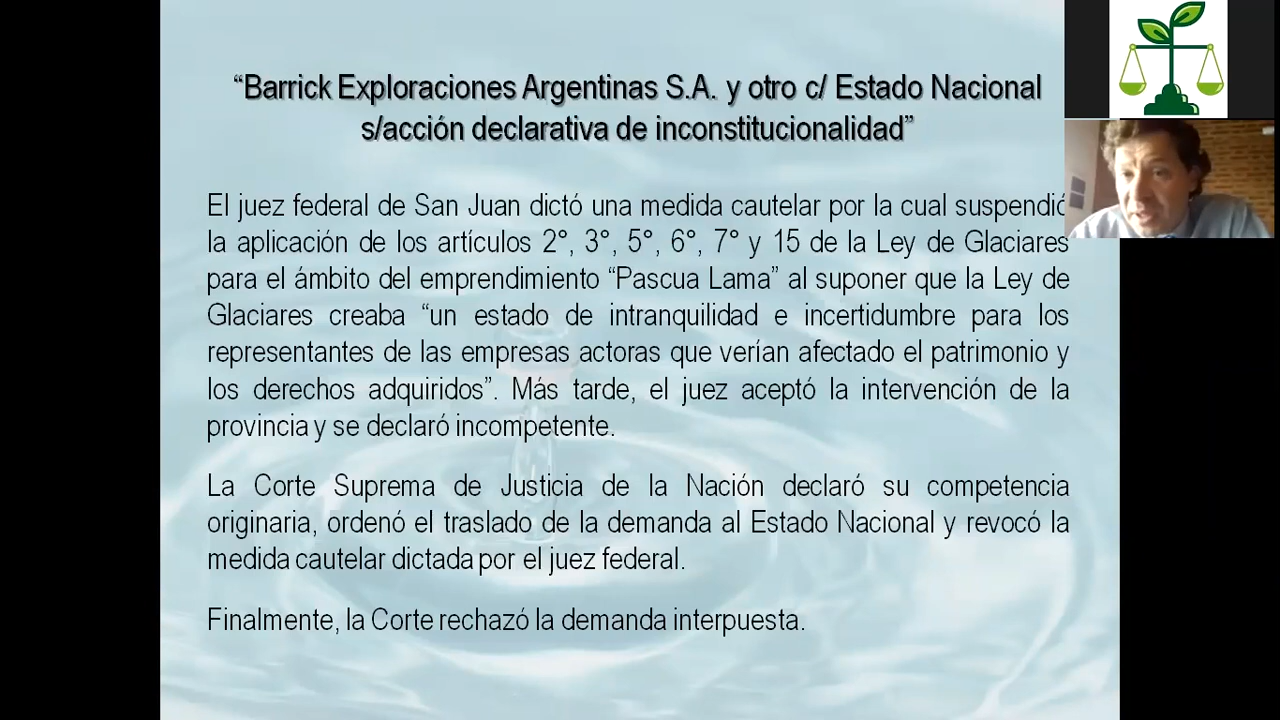 “Barrick Exploraciones Argentinas S.A. y otro c/ Estado Nacional
s/acción declarativa de inconstitucionalidad”
El juez federal de San Juan dictó una medida cautelar por la cual suspendió
la aplicación de los artículos 2°, 3°, 5°, 6°, 7° y 15 de la Ley de Glaciares
para el ámbito del emprendimiento “Pascua Lama” al suponer que la Ley de
Glaciares creaba “un estado de intranquilidad e incertidumbre para los
representantes de las empresas actoras que verían afectado el patrimonio y
los derechos adquiridos”. Más tarde, el juez aceptó la intervención de la
provincia y se declaró incompetente.
La Corte Suprema de Justicia de la Nación declaró su competencia
originaria, ordenó el traslado de la demanda al Estado Nacional y revocó la
medida cautelar dictada por el juez federal.
Finalmente, la Corte rechazó la demanda interpuesta.